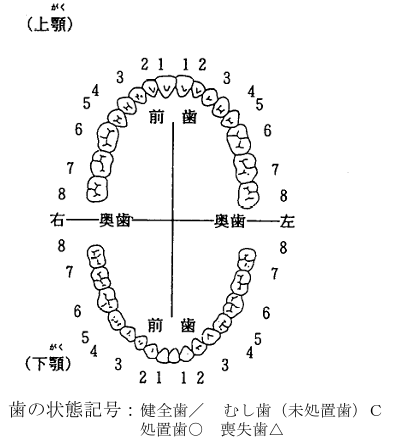 がく
(上顎)
2 1 1 2
3 3
4 4
5 5
6 6
前 歯
7 7
8 8
右 奥歯 奥歯 左
8 8
7 7
6 6
前 歯
5 5
がく
(下顎)
4 4
3 3
2 1 1 2
歯の状態記号：健全歯／ むし歯（未処置歯）C
処置歯○ 喪失歯△